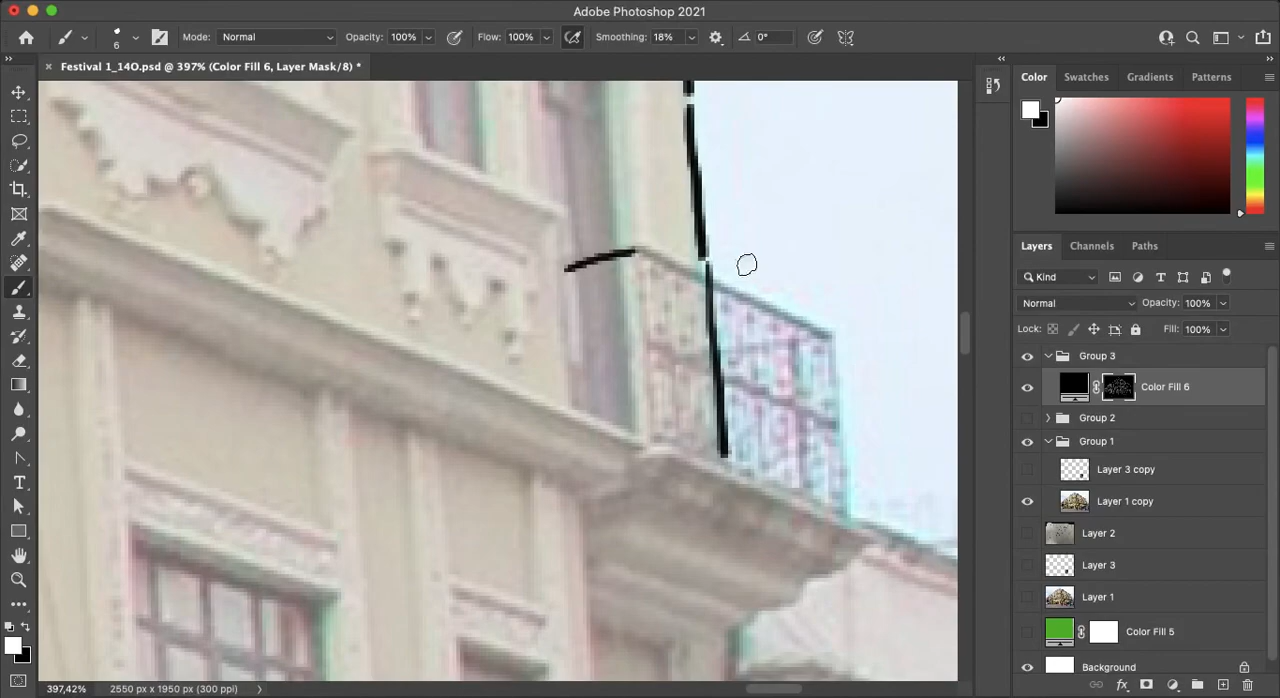 Adobe Photoshop 2021
6
Mode: Normal
Opacity: 100%
Flow: 100%
Smoothing: 18%
0°
Festival 1_14O.psd @ 397% (Color Fill 6, Layer Mask/8) *
Color
Swatches
Gradients
Patterns
Layers
Channels
Paths
Kind
Normal
Opacity: 100%
Lock:
Fill: 100%
Group 3
Color Fill 6
Group 2
Group 1
Layer 3 copy
Layer 1 copy
Layer 2
Layer 3
Layer 1
Color Fill 5
Background
fx
397,42%
2550 px x 1950 px (300 ppi)